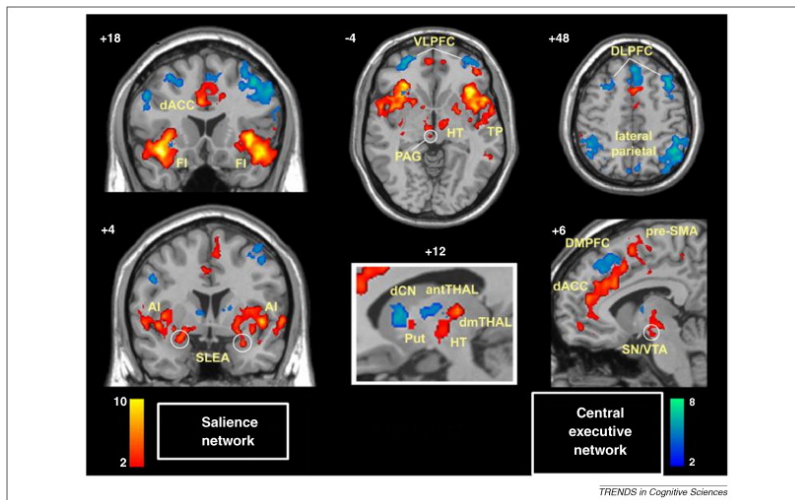 +18
dACC
FI
FI
-4
VLPFC
HT
TP
PAG
+48
DLPFC
lateral
parietal
+4
AI
AI
SLEA
+12
dCN
antTHAL
dmTHAL
Put
HT
+6
pre-SMA
DMPFC
dACC
SN/VTA
10
2
Salience
network
Central
executive
network
8
2
TRENDS in Cognitive Sciences